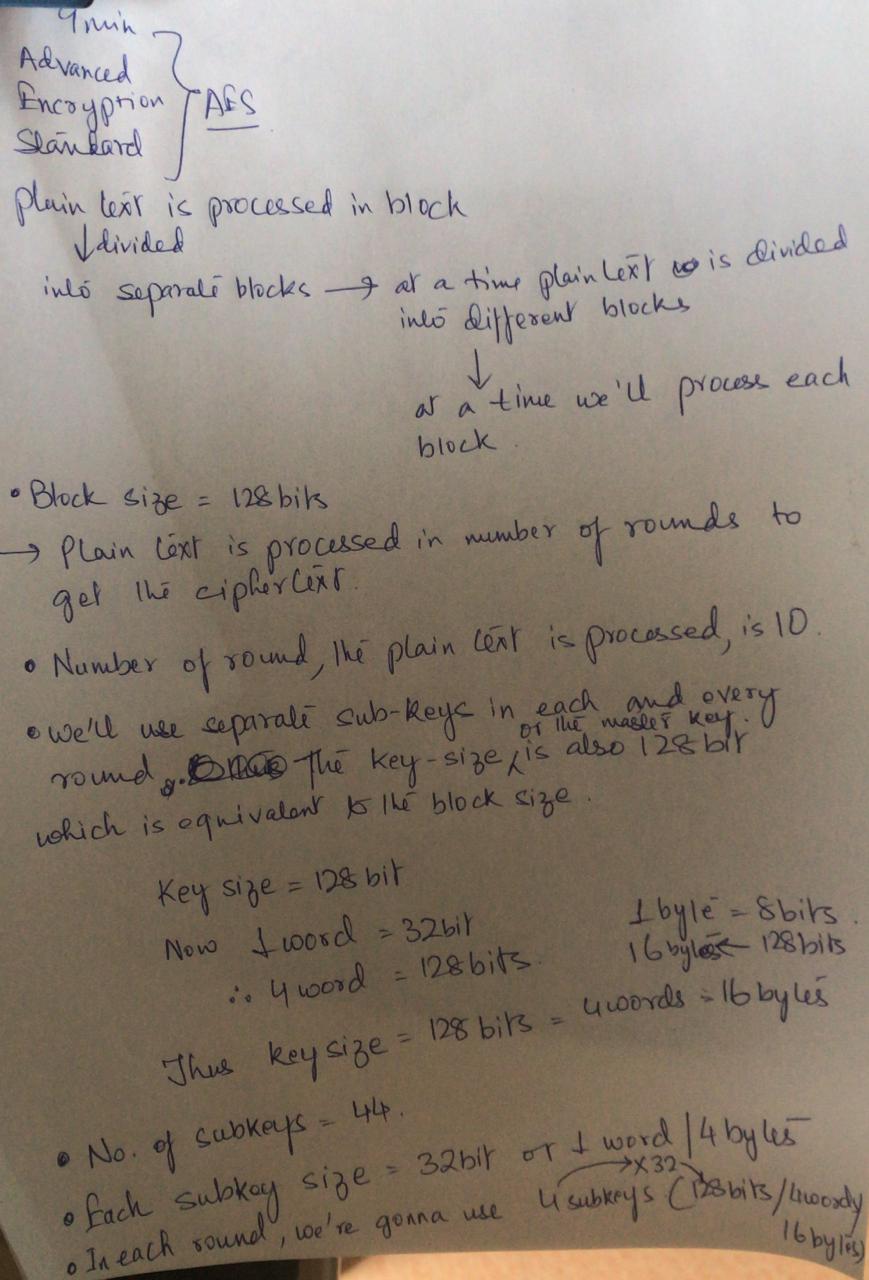 4min
Advanced
Encryption
Standard
AES
plain text is processed in block
↓ divided
into separate blocks → at a time plain text is divided
into different blocks
↓
at a time we'll process each
block.
• Block size = 128 bits
→ Plain text is processed in number of rounds to
get the ciphertext.
• Number of round, the plain text is processed, is 10.
• we'll use separate sub-keys in each and every
of the master key.
round. The key-size is also 128 bit
which is equivalent to the block size.
Key size = 128 bit
Now 1 word = 32 bit
∴ 4 word = 128 bits.
1 byte = 8 bits.
16 bytes ← 128 bits
Thus key size = 128 bits = 4 words = 16 bytes
• No. of subkeys = 44.
• Each subkey size = 32 bit or 1 word / 4 bytes
x32
• In each round, we're gonna use 4 subkeys (128 bits / 4 words/
16 bytes)